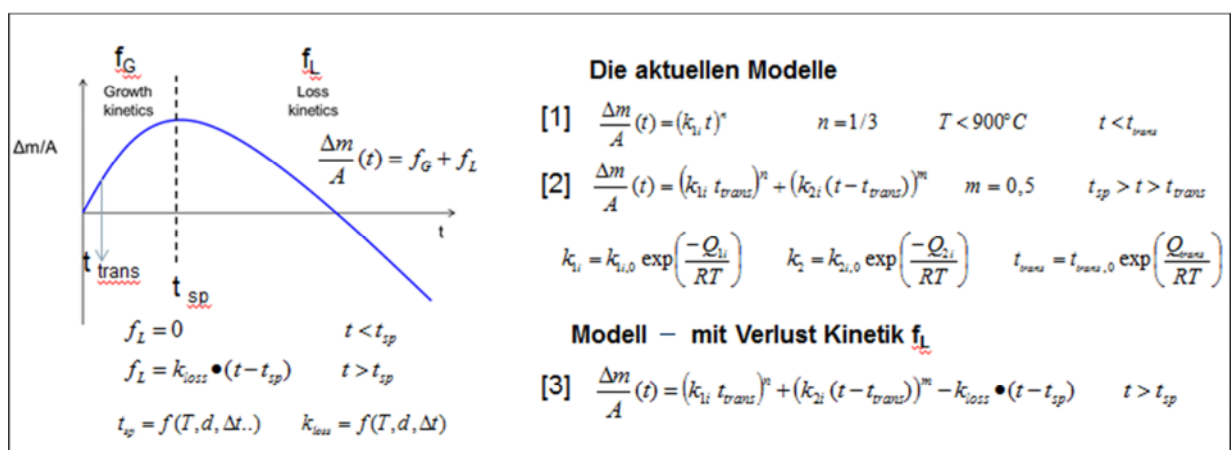 f_G
Growth
kinetics
f_L
Loss
kinetics
Δm/A
Δm/A (t) = f_G + f_L
t
t trans
t sp
f_L = 0 t < t_sp
f_L = k_loss ● (t − t_sp) t > t_sp
t_sp = f(T, d, Δt..) k_loss = f(T, d, Δt)
Die aktuellen Modelle
[1] Δm/A (t) = (k_1i t)^n n = 1/3 T < 900°C t < t_trans
[2] Δm/A (t) = (k_1i t_trans)^n + (k_2i (t − t_trans))^m m = 0,5 t_sp > t > t_trans
k_1i = k_1i,0 exp(−Q_1i/RT) k_2 = k_2i,0 exp(−Q_2i/RT) t_trans = t_trans,0 exp(Q_trans/RT)
Modell – mit Verlust Kinetik f_L
[3] Δm/A (t) = (k_1i t_trans)^n + (k_2i (t − t_trans))^m − k_loss ● (t − t_sp) t > t_sp